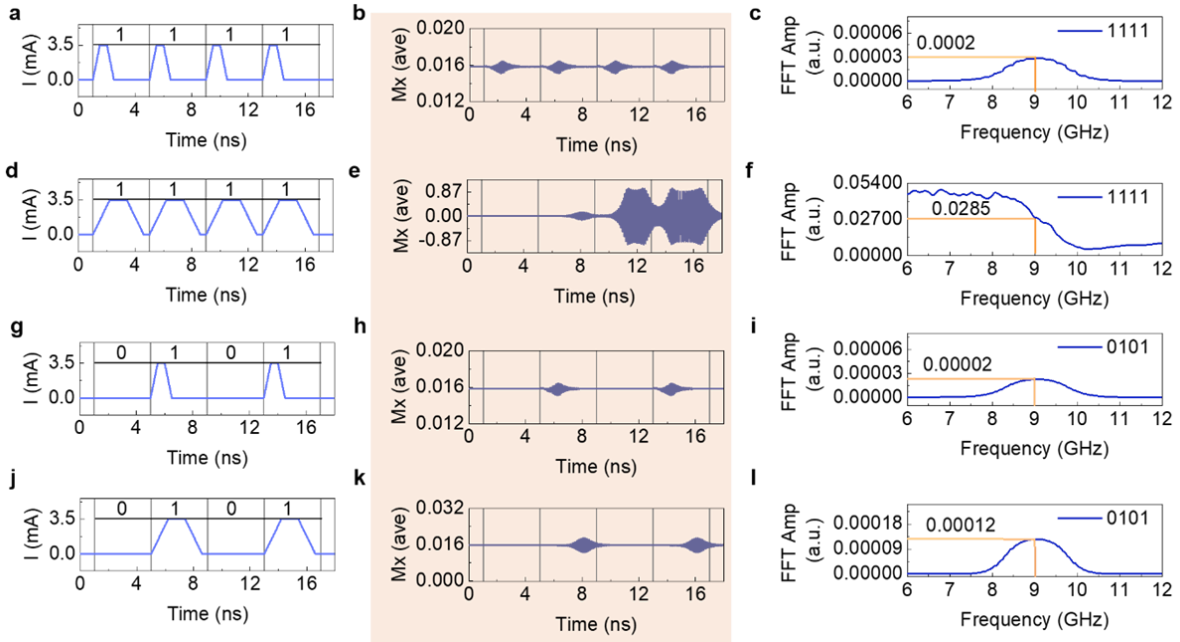 a
1 1 1 1
I (mA)
3.5
0.0
0 4 8 12 16
Time (ns)
b
Mx (ave)
0.020
0.016
0.012
0 4 8 12 16
Time (ns)
c
FFT Amp
(a.u.)
0.00006
0.00003
0.00000
0.0002
1111
6 7 8 9 10 11 12
Frequency (GHz)
d
1 1 1 1
I (mA)
3.5
0.0
0 4 8 12 16
Time (ns)
e
Mx (ave)
0.87
0.00
-0.87
0 4 8 12 16
Time (ns)
f
FFT Amp
(a.u.)
0.05400
0.02700
0.00000
0.0285
1111
6 7 8 9 10 11 12
Frequency (GHz)
g
0 1 0 1
I (mA)
3.5
0.0
0 4 8 12 16
Time (ns)
h
Mx (ave)
0.020
0.016
0.012
0 4 8 12 16
Time (ns)
i
FFT Amp
(a.u.)
0.00006
0.00003
0.00000
0.00002
0101
6 7 8 9 10 11 12
Frequency (GHz)
j
0 1 0 1
I (mA)
3.5
0.0
0 4 8 12 16
Time (ns)
k
Mx (ave)
0.032
0.016
0.000
0 4 8 12 16
Time (ns)
l
FFT Amp
(a.u.)
0.00018
0.00009
0.00000
0.00012
0101
6 7 8 9 10 11 12
Frequency (GHz)